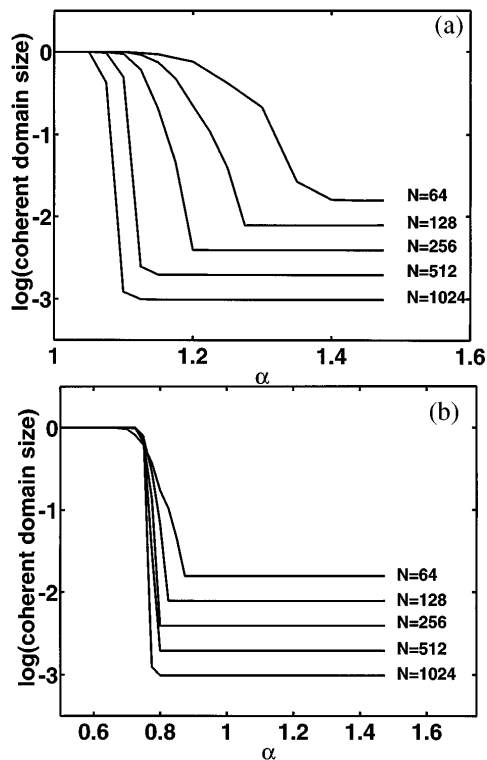 (a)
log(coherent domain size)
0
-1
-2
-3
N=64
N=128
N=256
N=512
N=1024
1
1.2
1.4
1.6
α
(b)
log(coherent domain size)
0
-1
-2
-3
N=64
N=128
N=256
N=512
N=1024
0.6
0.8
1
1.2
1.4
1.6
α